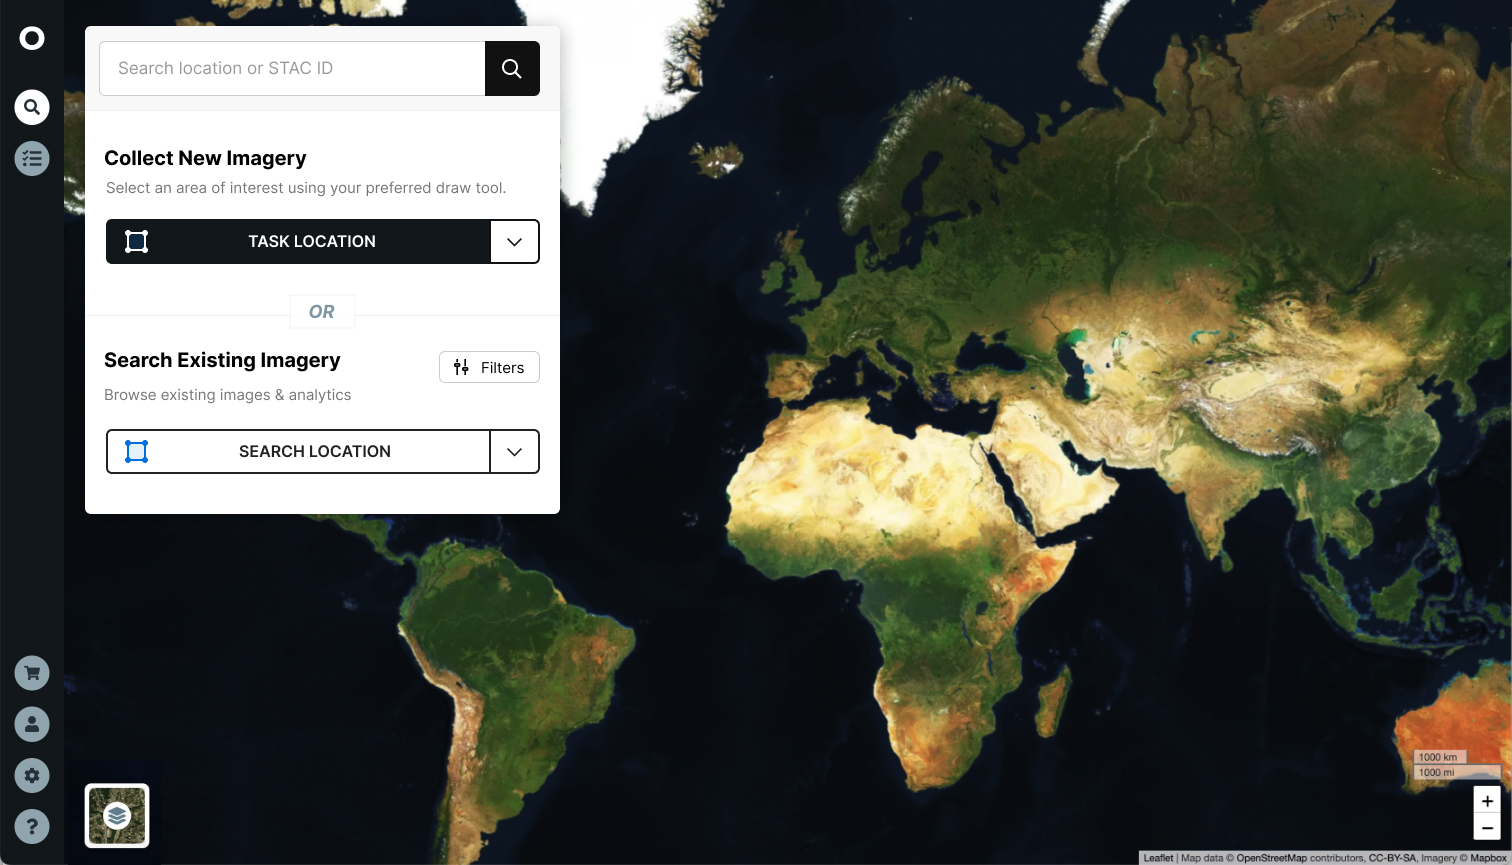 Search location or STAC ID
Collect New Imagery
Select an area of interest using your preferred draw tool.
TASK LOCATION
OR
Search Existing Imagery
Filters
Browse existing images & analytics
SEARCH LOCATION
?
1000 km
1000 mi
+
−
Leaflet | Map data © OpenStreetMap contributors, CC-BY-SA, Imagery © Mapbox